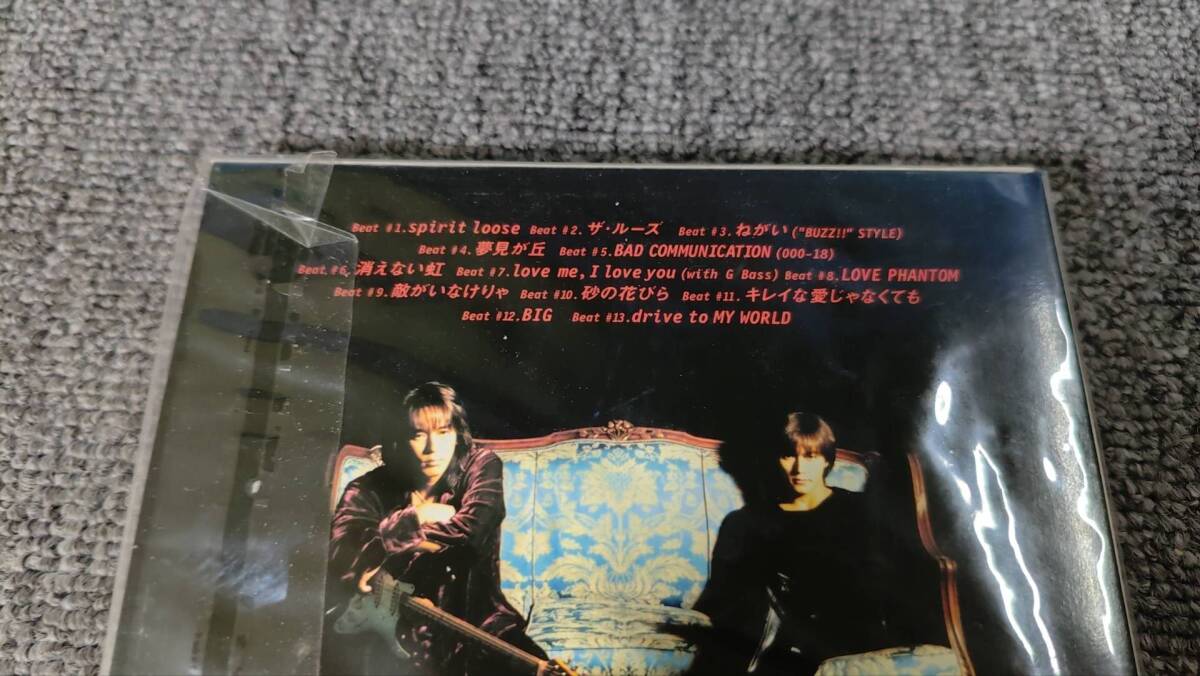 Beat #1.spirit loose Beat #2. ザ・ルーズ Beat #3. ねがい("BUZZ!!" STYLE)
Beat #4. 夢見が丘 Beat #5.BAD COMMUNICATION (000-18)
Beat #6. 消えない虹 Beat #7.love me, I love you (with G Bass) Beat #8.LOVE PHANTOM
Beat #9. 敵がいなけりゃ Beat #10. 砂の花びら Beat #11. キレイな愛じゃなくても
Beat #12.BIG Beat #13.drive to MY WORLD